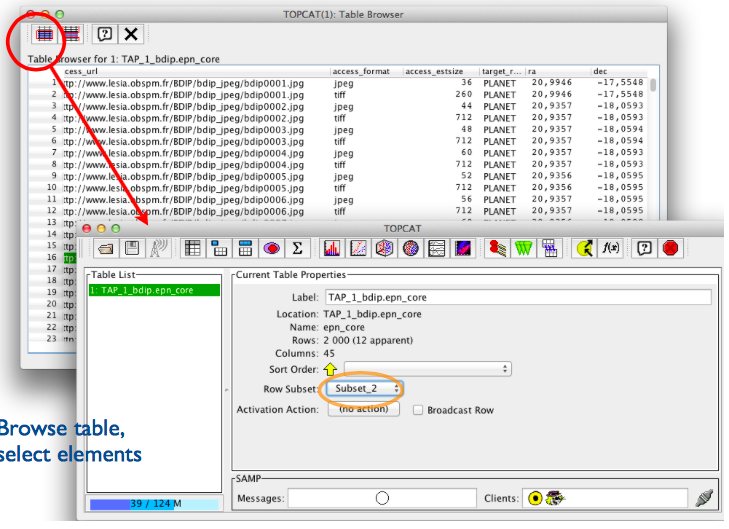 TOPCAT(1): Table Browser
Table Browser for 1: TAP_1_bdip.epn_core
cess_url access_format access_estsize target_r... ra dec
1 ttp://www.lesia.obspm.fr/BDIP/bdip_jpeg/bdip0001.jpg jpeg 36 PLANET 20,9946 -17,5548
2 ttp://www.lesia.obspm.fr/BDIP/bdip_jpeg/bdip0001.jpg tiff 260 PLANET 20,9946 -17,5548
3 ttp://www.lesia.obspm.fr/BDIP/bdip_jpeg/bdip0002.jpg jpeg 44 PLANET 20,9357 -18,0593
4 ttp://www.lesia.obspm.fr/BDIP/bdip_jpeg/bdip0002.jpg tiff 712 PLANET 20,9357 -18,0593
5 ttp://www.lesia.obspm.fr/BDIP/bdip_jpeg/bdip0003.jpg jpeg 48 PLANET 20,9357 -18,0594
6 ttp://www.lesia.obspm.fr/BDIP/bdip_jpeg/bdip0003.jpg tiff 712 PLANET 20,9357 -18,0594
7 ttp://www.lesia.obspm.fr/BDIP/bdip_jpeg/bdip0004.jpg jpeg 60 PLANET 20,9357 -18,0593
8 ttp://www.lesia.obspm.fr/BDIP/bdip_jpeg/bdip0004.jpg tiff 712 PLANET 20,9357 -18,0593
9 ttp://www.lesia.obspm.fr/BDIP/bdip_jpeg/bdip0005.jpg jpeg 52 PLANET 20,9356 -18,0595
10 ttp://www.lesia.obspm.fr/BDIP/bdip_jpeg/bdip0005.jpg tiff 712 PLANET 20,9356 -18,0595
11 ttp://www.lesia.obspm.fr/BDIP/bdip_jpeg/bdip0006.jpg jpeg 56 PLANET 20,9357 -18,0595
12 ttp://www.lesia.obspm.fr/BDIP/bdip_jpeg/bdip0006.jpg tiff 712 PLANET 20,9357 -18,0595
13 ttp:
14 ttp:
15 ttp:
16 ttp:
17 ttp:
18 ttp:
19 ttp:
20 ttp:
21 ttp:
22 ttp:
23
TOPCAT
Σ
f(x)
Table List
1: TAP_1_bdip.epn_core
Current Table Properties
Label: TAP_1_bdip.epn_core
Location: TAP_1_bdip.epn_core
Name: epn_core
Rows: 2 000 (12 apparent)
Columns: 45
Sort Order:
Row Subset: Subset_2
Activation Action: (no action) Broadcast Row
Browse table,
select elements
SAMP
39 / 124 M
Messages: Clients: